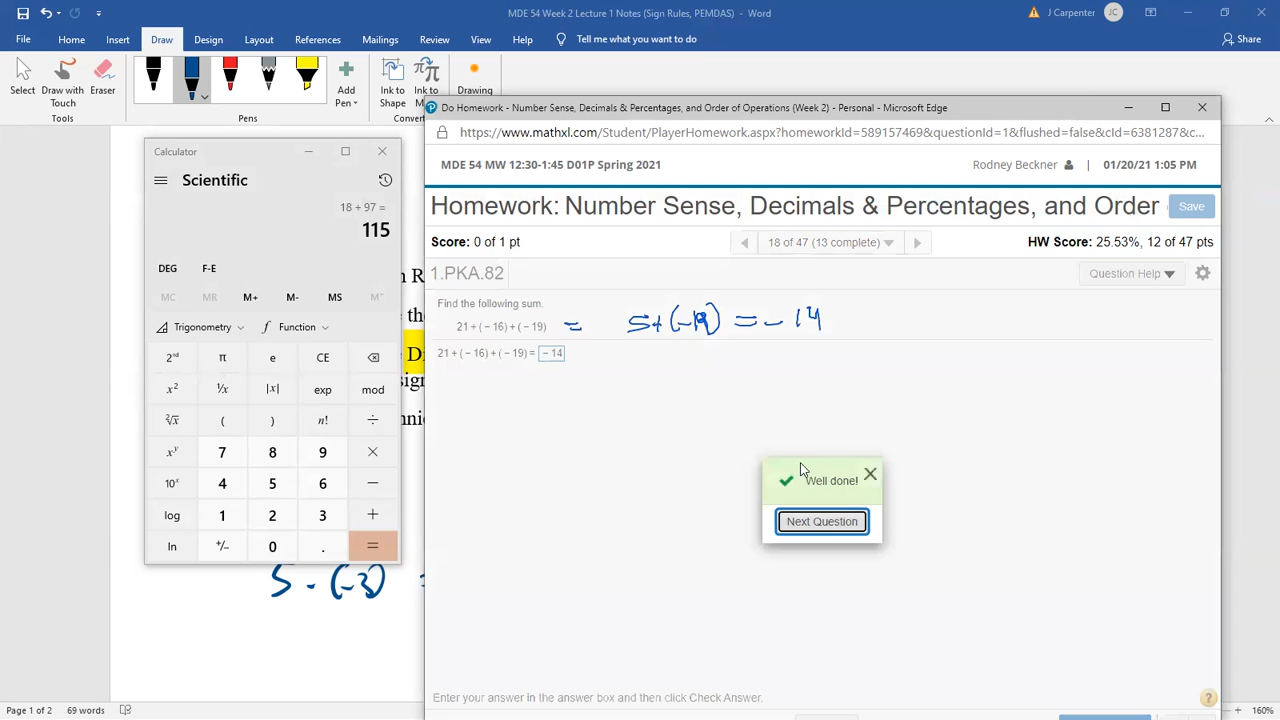 MDE 54 Week 2 Lecture 1 Notes (Sign Rules, PEMDAS) - Word
J Carpenter JC
File Home Insert Draw Design Layout References Mailings Review View Help Tell me what you want to do Share
Select Draw with Touch Eraser Add Pen Ink to Shape Ink to Math Drawing
Tools Pens Convert
Do Homework - Number Sense, Decimals & Percentages, and Order of Operations (Week 2) - Personal - Microsoft Edge
https://www.mathxl.com/Student/PlayerHomework.aspx?homeworkId=589157469&questionId=1&flushed=false&cId=6381287&c...
MDE 54 MW 12:30-1:45 D01P Spring 2021
Rodney Beckner | 01/20/21 1:05 PM
Homework: Number Sense, Decimals & Percentages, and Order
Save
Score: 0 of 1 pt
18 of 47 (13 complete)
HW Score: 25.53%, 12 of 47 pts
1.PKA.82
Question Help
Find the following sum.
21 + ( - 16) + ( - 19) = 5+(-19) = -14
21 + ( - 16) + ( - 19) = - 14
Well done!
Next Question
Enter your answer in the answer box and then click Check Answer.
?
Calculator
Scientific
18 + 97 =
115
DEG F-E
MC MR M+ M- MS M˅
Trigonometry Function
2ⁿᵈ π e CE
x² ¹/x |x| exp mod
²√x ( ) n! ÷
xʸ 7 8 9 ×
10ˣ 4 5 6 −
log 1 2 3 +
ln +/- 0 . =
5 - (-3) =
Page 1 of 2 69 words
160%